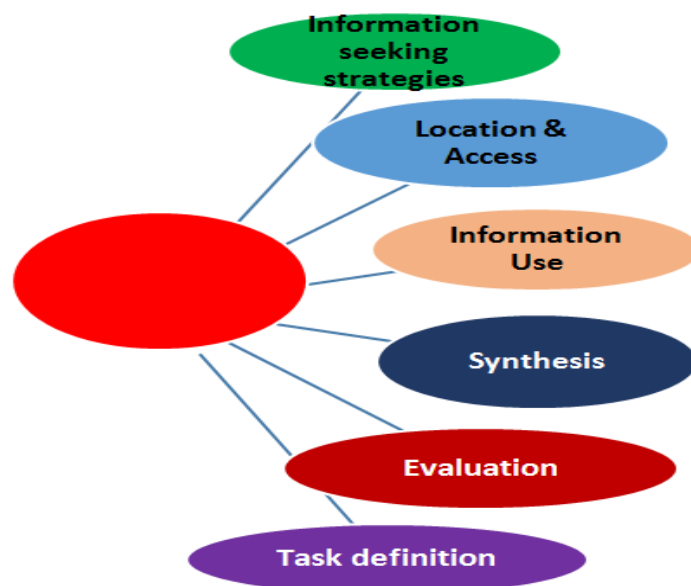 Information
seeking
strategies
Location &
Access
Information
Use
Synthesis
Evaluation
Task definition